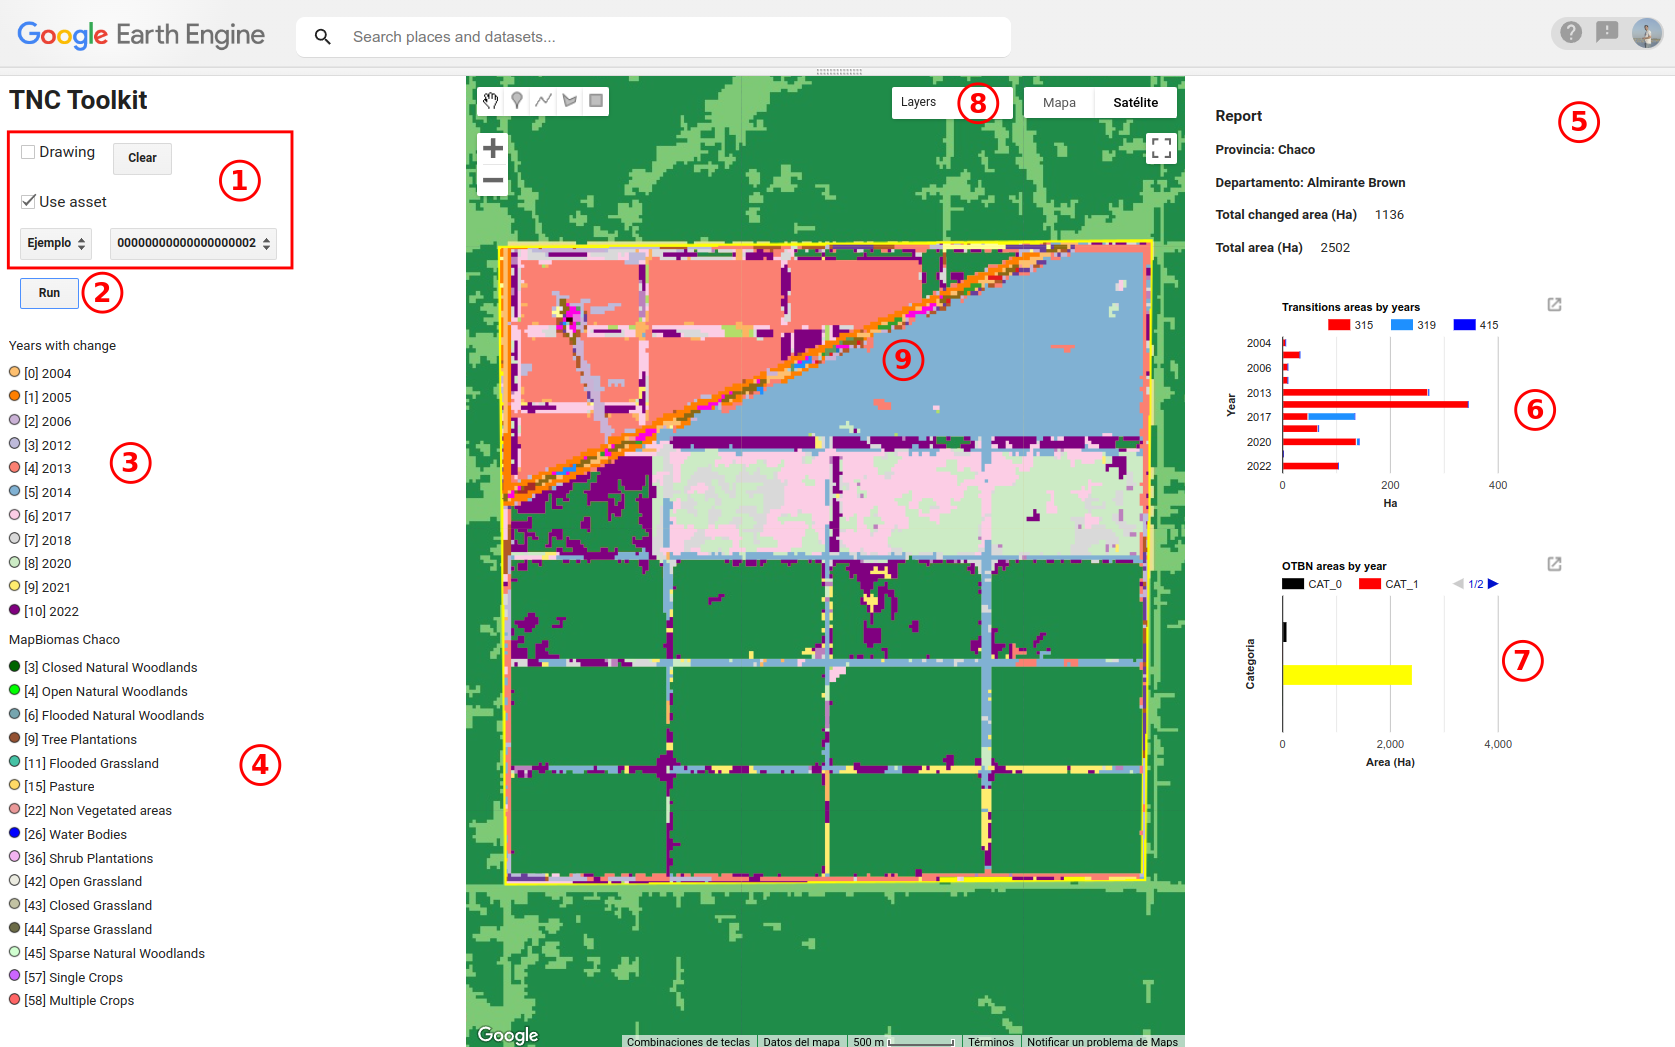 Google Earth Engine
Search places and datasets...
TNC Toolkit
Drawing
Clear
1
Use asset
Ejemplo
00000000000000000002
Run
2
Years with change
[0] 2004
[1] 2005
[2] 2006
[3] 2012
[4] 2013
[5] 2014
[6] 2017
[7] 2018
[8] 2020
[9] 2021
[10] 2022
3
MapBiomas Chaco
[3] Closed Natural Woodlands
[4] Open Natural Woodlands
[6] Flooded Natural Woodlands
[9] Tree Plantations
[11] Flooded Grassland
[15] Pasture
[22] Non Vegetated areas
[26] Water Bodies
[36] Shrub Plantations
[42] Open Grassland
[43] Closed Grassland
[44] Sparse Grassland
[45] Sparse Natural Woodlands
[57] Single Crops
[58] Multiple Crops
4
Layers
8
Mapa
Satélite
9
Google
Combinaciones de teclas
Datos del mapa
500 m
Términos
Notificar un problema de Maps
Report
5
Provincia: Chaco
Departamento: Almirante Brown
Total changed area (Ha) 1136
Total area (Ha) 2502
Transitions areas by years
315 319 415
2004
2006
2013
2017
2020
2022
Year
0 200 400
Ha
6
OTBN areas by year
CAT_0 CAT_1 1/2
Categoria
0 2,000 4,000
Area (Ha)
7